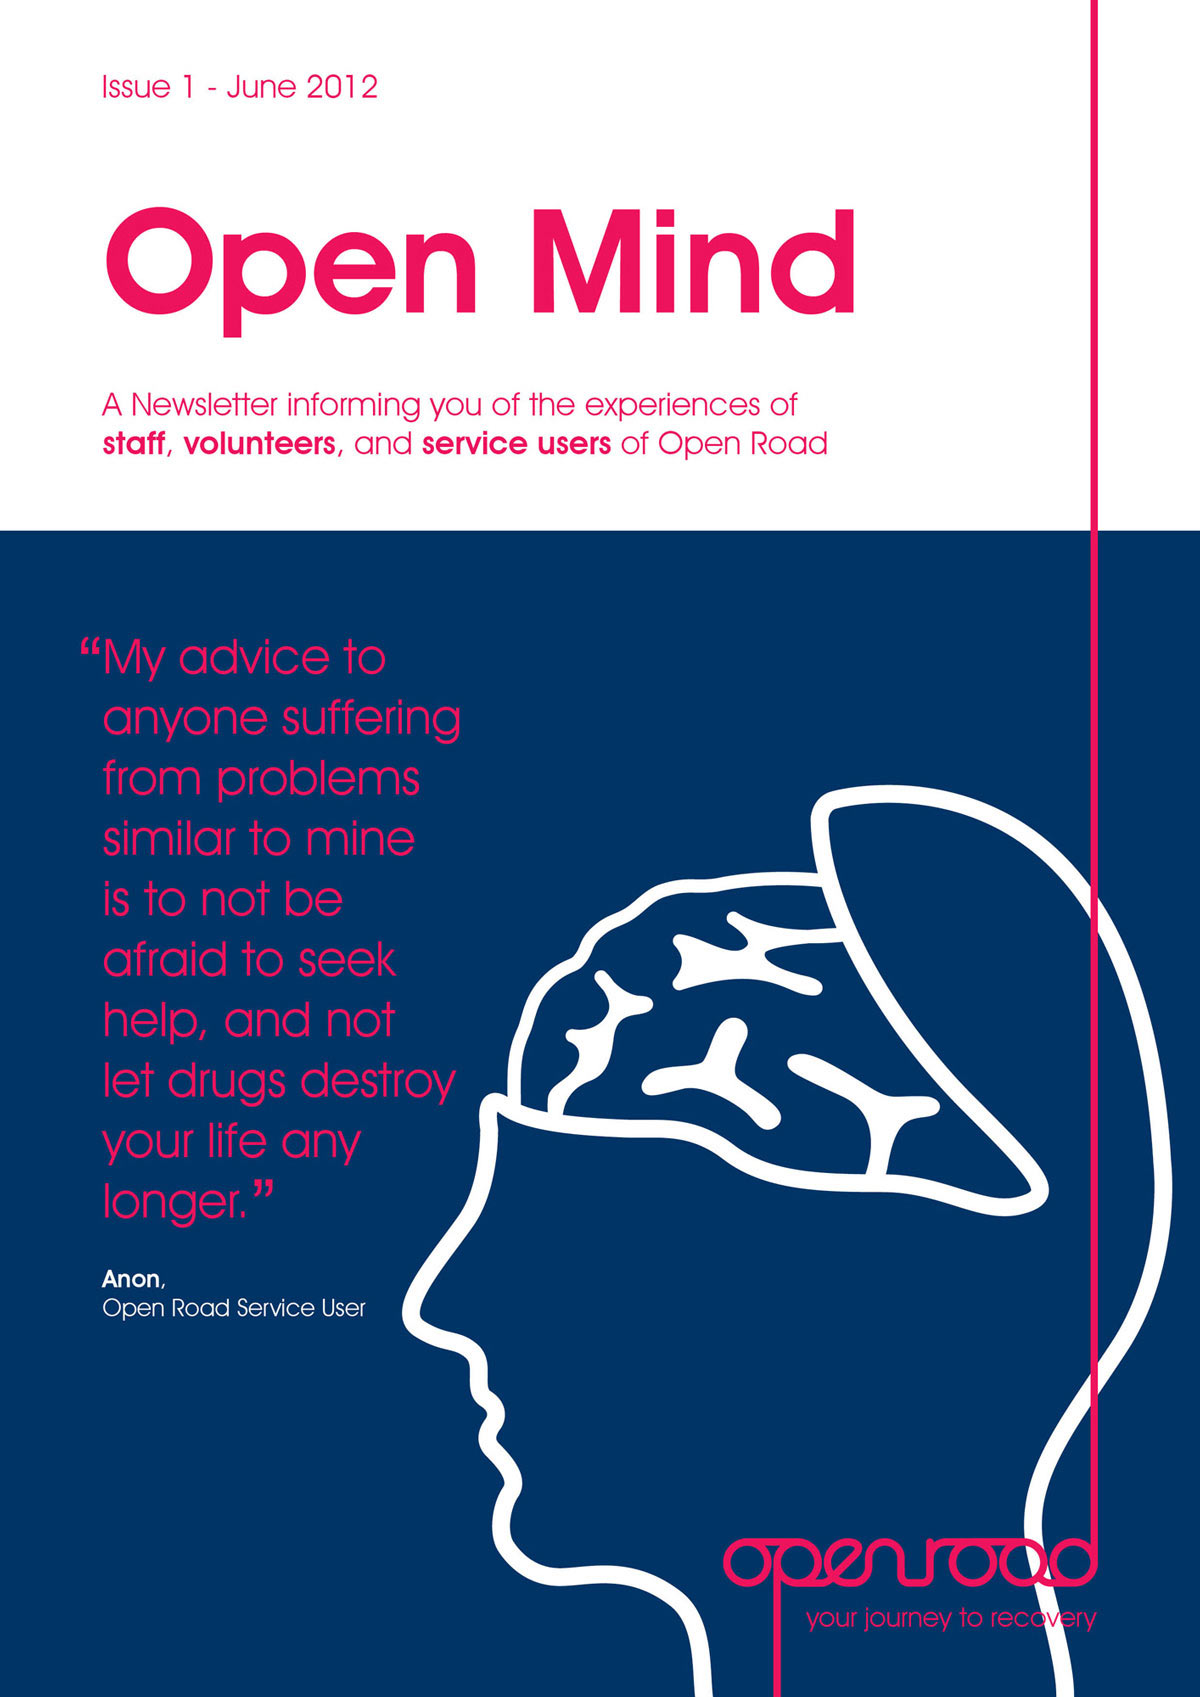 Issue 1 - June 2012
Open Mind
A Newsletter informing you of the experiences of
staff, volunteers, and service users of Open Road
“My advice to
anyone suffering
from problems
similar to mine
is to not be
afraid to seek
help, and not
let drugs destroy
your life any
longer.”
Anon,
Open Road Service User
openroad
your journey to recovery